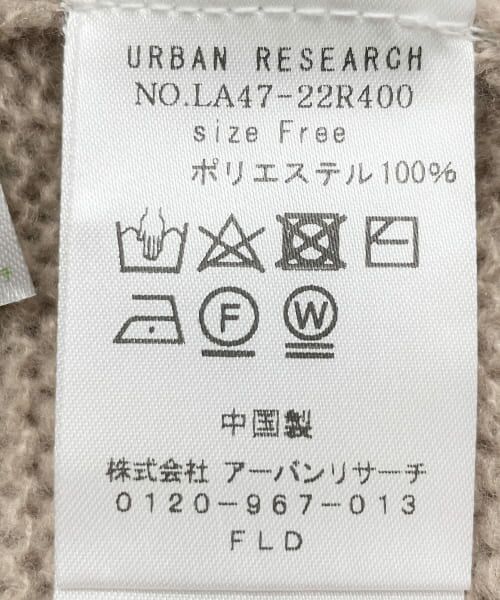 URBAN RESEARCH
NO.LA47-22R400
size Free
ポリエステル100%
F
W
中国製
株式会社 アーバンリサーチ
0120-967-013
FLD